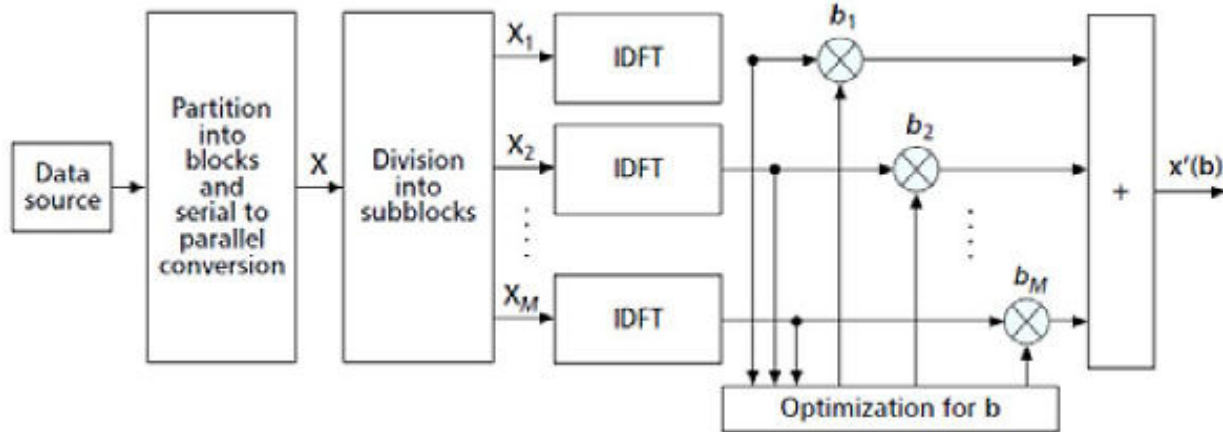 Data
source
Partition
into
blocks
and
serial to
parallel
conversion
X
Division
into
subblocks
X1
X2
XM
IDFT
IDFT
IDFT
b1
b2
bM
Optimization for b
+
x'(b)